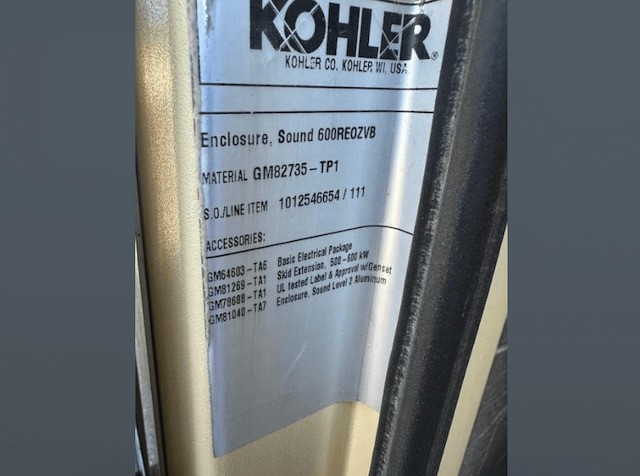 KOHLER®
KOHLER CO. KOHLER WI, USA
Enclosure, Sound 600REOZVB
MATERIAL GM82735-TP1
S.O./LINE ITEM 1012546654 / 111
ACCESSORIES:
GM64603-TA6 Basic Electrical Package
GM81269-TA1 Skid Extension, 500-600 kW
GM78688-TA1 UL tested Label & Approval w/Genset
GM81040-TA7 Enclosure, Sound Level 2 Aluminum